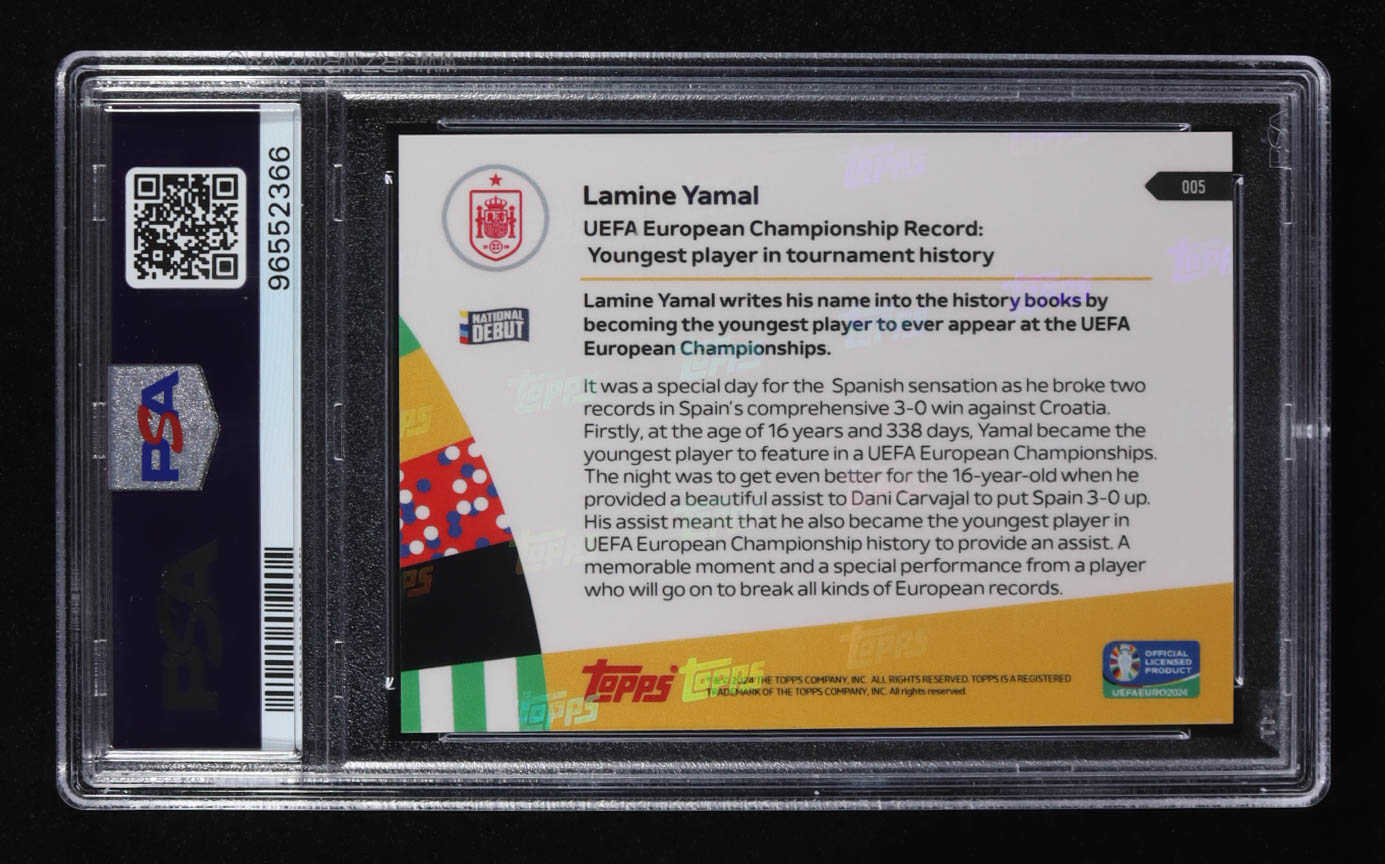 96552366
PSA
PSA
005
Lamine Yamal
UEFA European Championship Record:
Youngest player in tournament history
NATIONAL
DEBUT
Lamine Yamal writes his name into the history books by
becoming the youngest player to ever appear at the UEFA
European Championships.
It was a special day for the Spanish sensation as he broke two
records in Spain's comprehensive 3-0 win against Croatia.
Firstly, at the age of 16 years and 338 days, Yamal became the
youngest player to feature in a UEFA European Championships.
The night was to get even better for the 16-year-old when he
provided a beautiful assist to Dani Carvajal to put Spain 3-0 up.
His assist meant that he also became the youngest player in
UEFA European Championship history to provide an assist. A
memorable moment and a special performance from a player
who will go on to break all kinds of European records.
Topps
Topps
2024 THE TOPPS COMPANY, INC. ALL RIGHTS RESERVED. TOPPS IS A REGISTERED
TRADEMARK OF THE TOPPS COMPANY, INC. All rights reserved.
OFFICIAL
LICENSED
PRODUCT
UEFA EURO2024